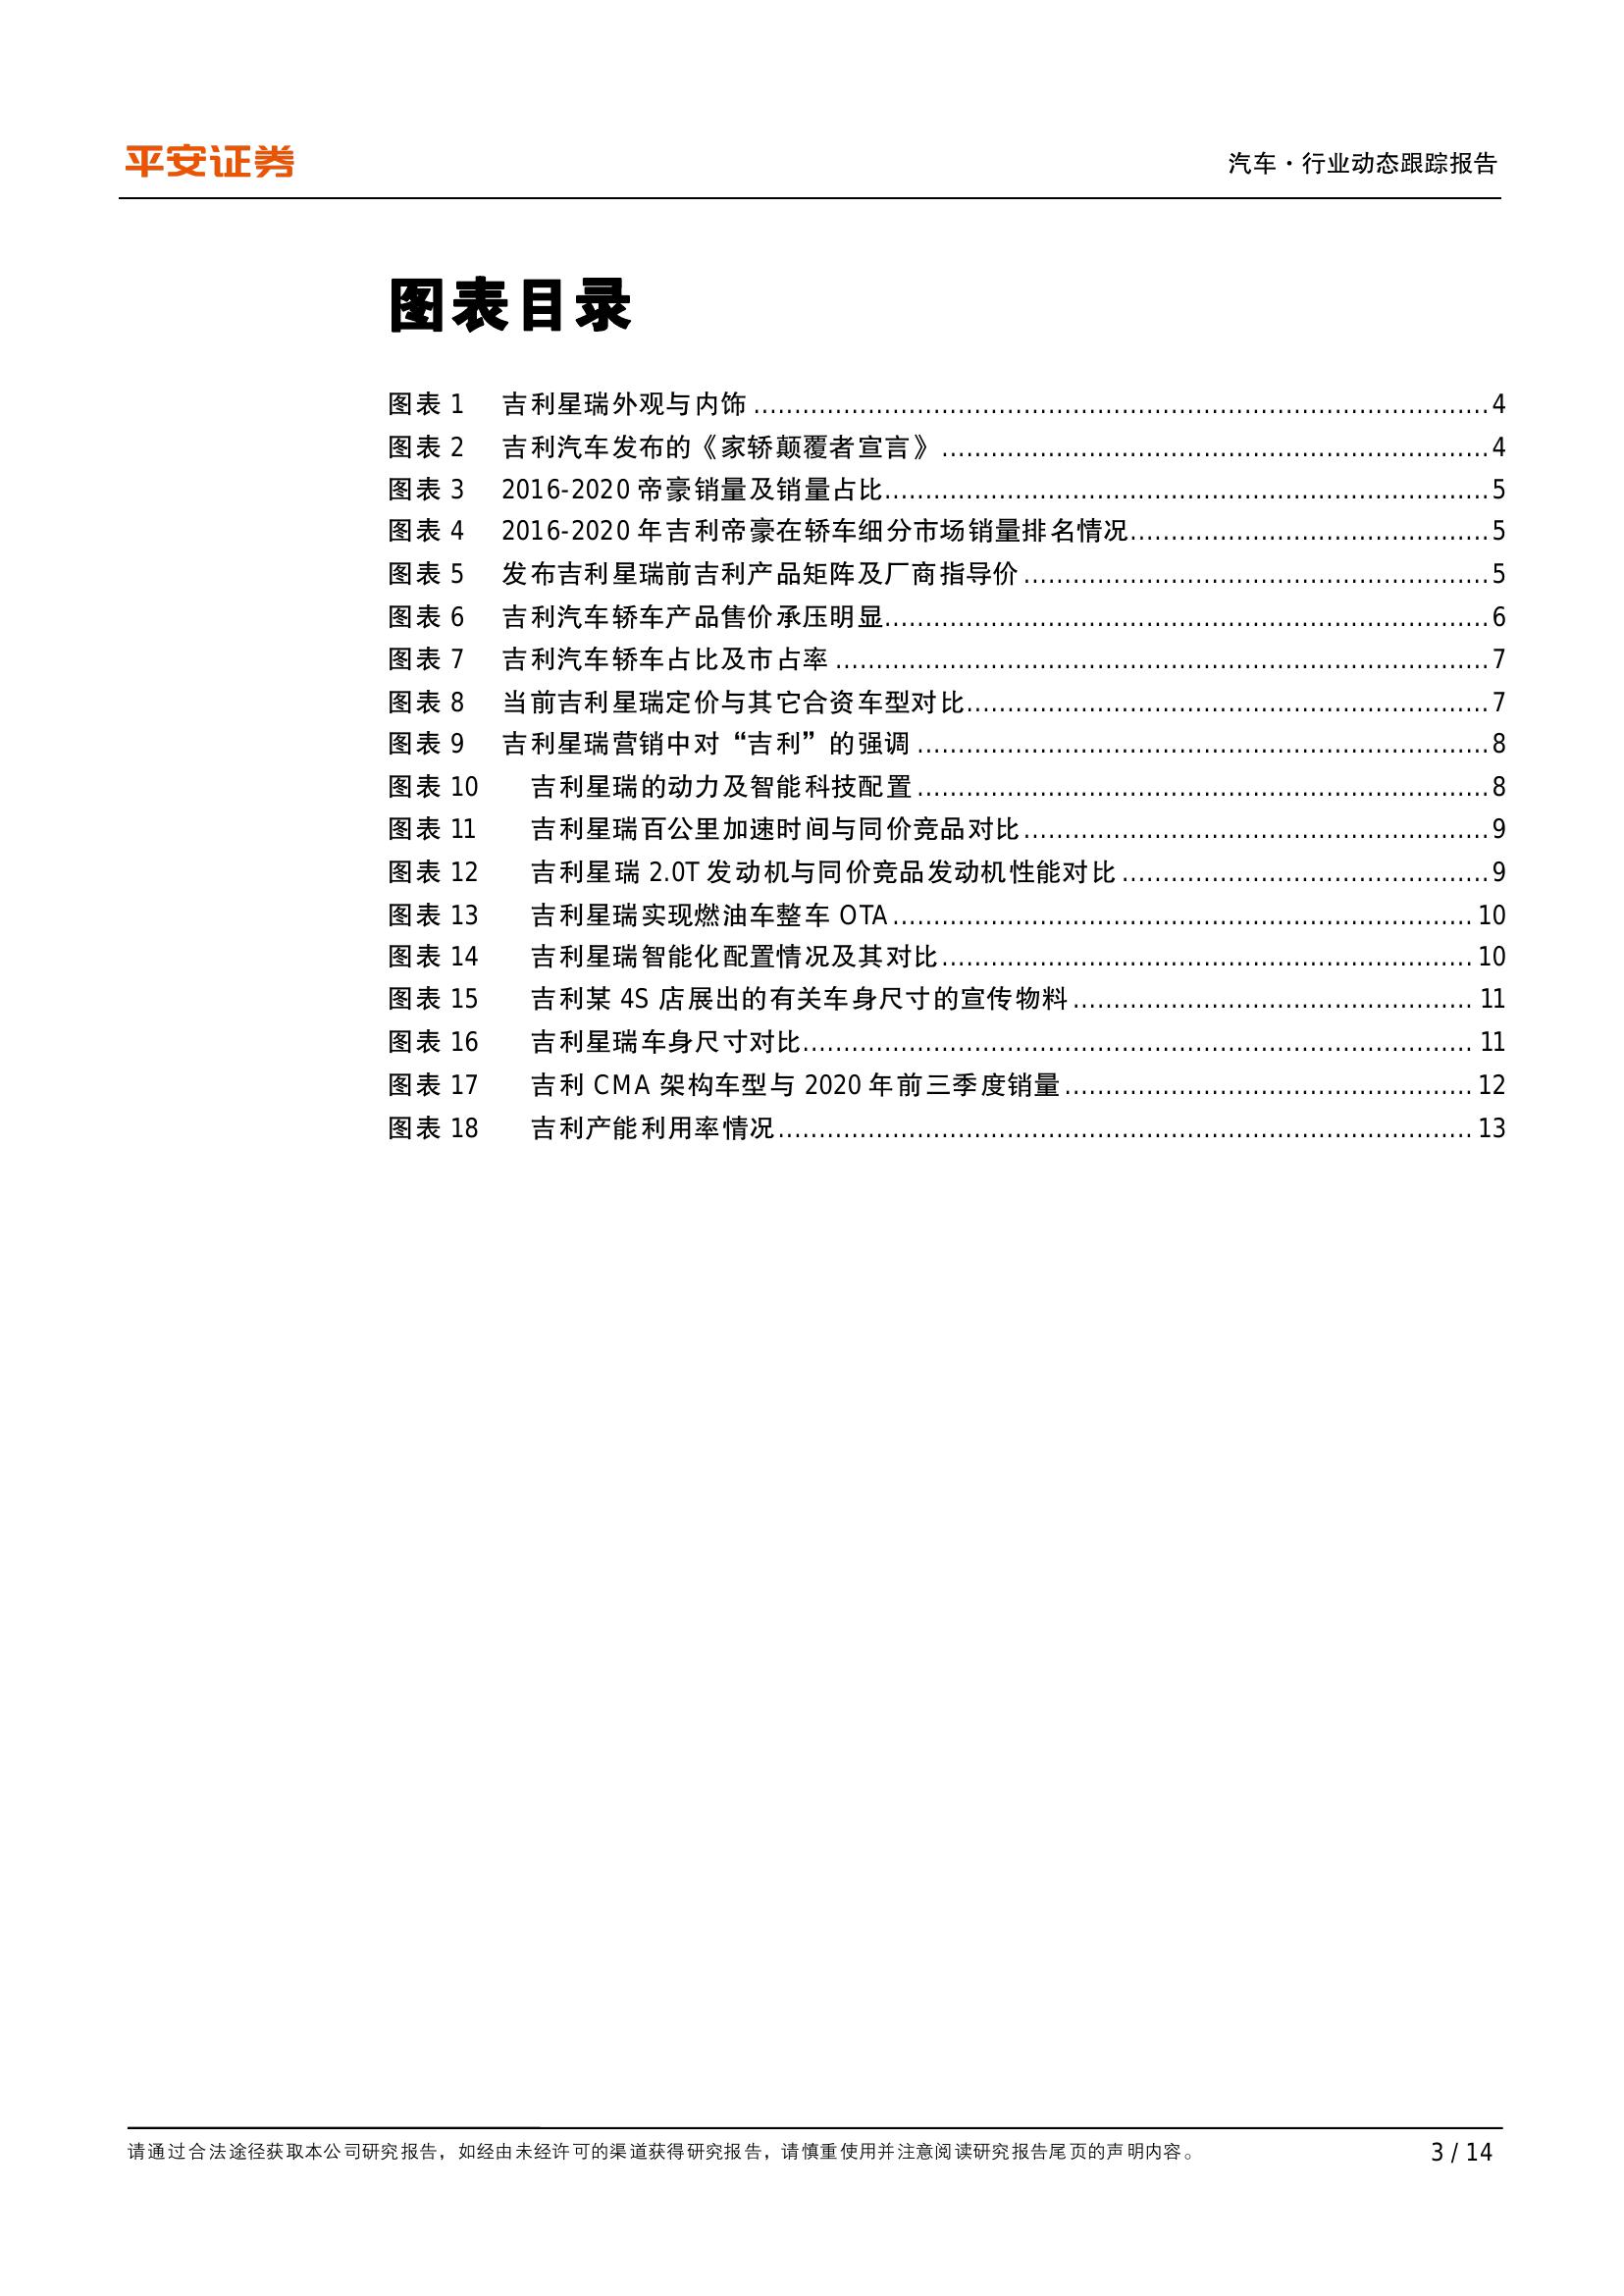 平安证券
汽车·行业动态跟踪报告
图表目录
图表 1 吉利星瑞外观与内饰 4
图表 2 吉利汽车发布的《家轿颠覆者宣言》 4
图表 3 2016-2020 帝豪销量及销量占比 5
图表 4 2016-2020 年吉利帝豪在轿车细分市场销量排名情况 5
图表 5 发布吉利星瑞前吉利产品矩阵及厂商指导价 5
图表 6 吉利汽车轿车产品售价承压明显 6
图表 7 吉利汽车轿车占比及市占率 7
图表 8 当前吉利星瑞定价与其它合资车型对比 7
图表 9 吉利星瑞营销中对“吉利”的强调 8
图表 10 吉利星瑞的动力及智能科技配置 8
图表 11 吉利星瑞百公里加速时间与同价竞品对比 9
图表 12 吉利星瑞 2.0T 发动机与同价竞品发动机性能对比 9
图表 13 吉利星瑞实现燃油车整车 OTA 10
图表 14 吉利星瑞智能化配置情况及其对比 10
图表 15 吉利某 4S 店展出的有关车身尺寸的宣传物料 11
图表 16 吉利星瑞车身尺寸对比 11
图表 17 吉利 CMA 架构车型与 2020 年前三季度销量 12
图表 18 吉利产能利用率情况 13
请通过合法途径获取本公司研究报告，如经由未经许可的渠道获得研究报告，请慎重使用并注意阅读研究报告尾页的声明内容。
3 / 14